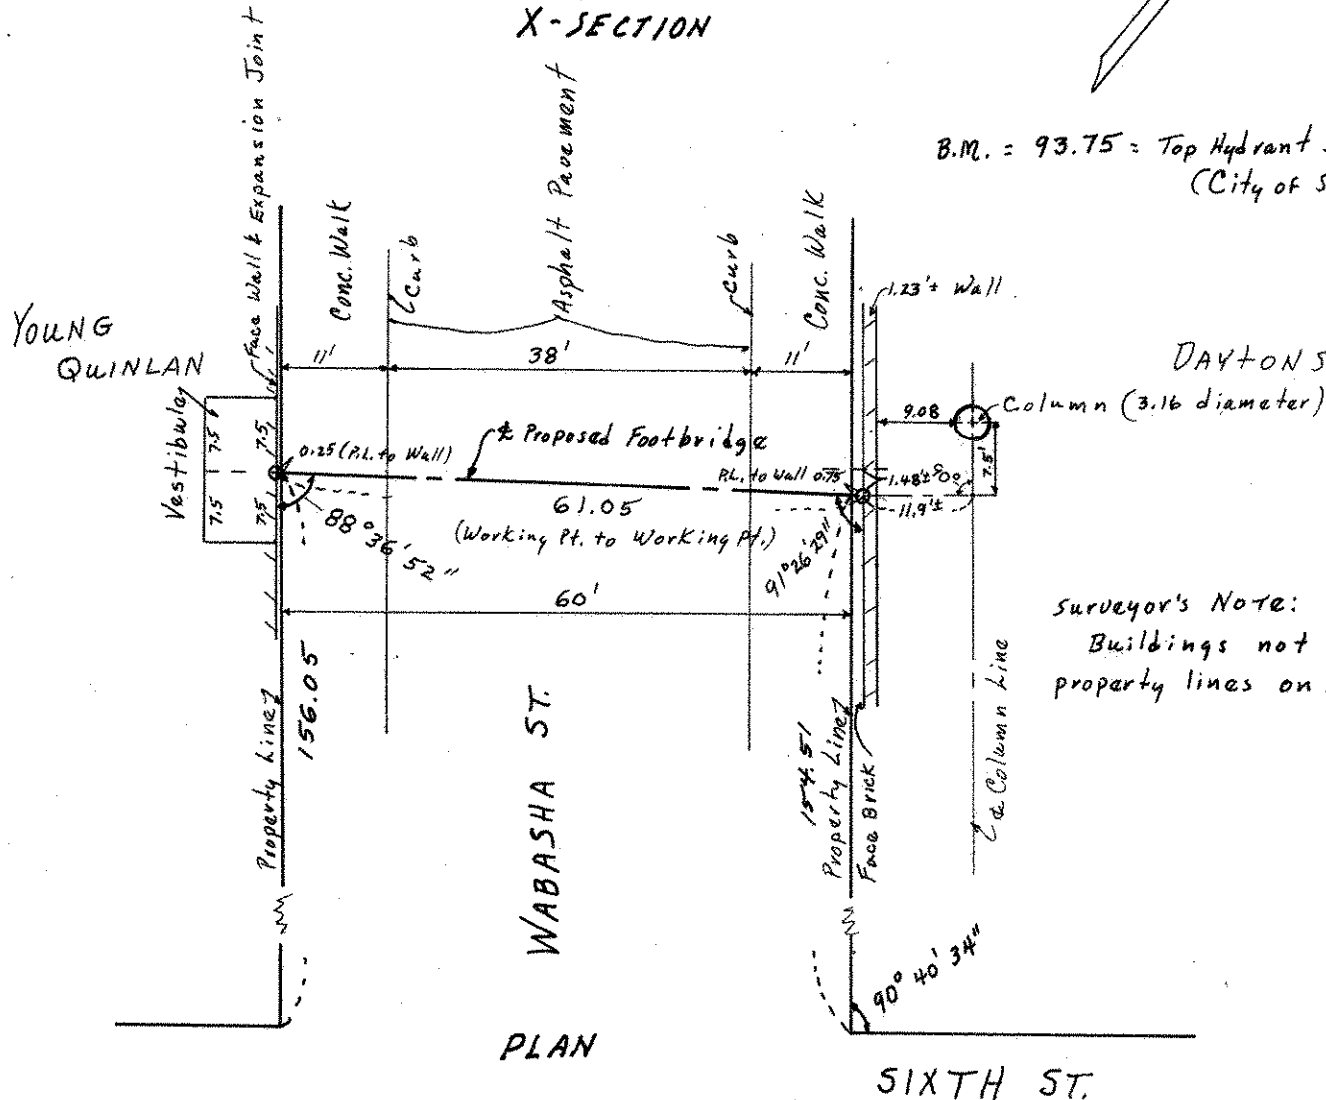 X-SECTION
B.M. = 93.75 = Top Hydrant
(City of
Face Wall & Expansion Joint
Conc. Walk
Curb
Asphalt Pavement
Curb
Conc. Walk
1.23'± Wall
YOUNG
QUINLAN
11'
38'
11'
DAYTONS
Column (3.16 diameter)
9.08
Vestibule
7.5
7.5
7.5
7.5
0.25 (P.L. to Wall)
℄ Proposed Footbridge
P.L. to Wall 0.75
1.48±
7.5'
11.9'±
61.05
(Working Pt. to Working Pt.)
88°36'52"
91°26'29"
60'
Surveyor's Note:
Buildings not
property lines on
156.05
Property Line
WABASHA ST.
154.51
Property Line
Face Brick
℄ Column Line
90° 40' 34"
PLAN
SIXTH ST.